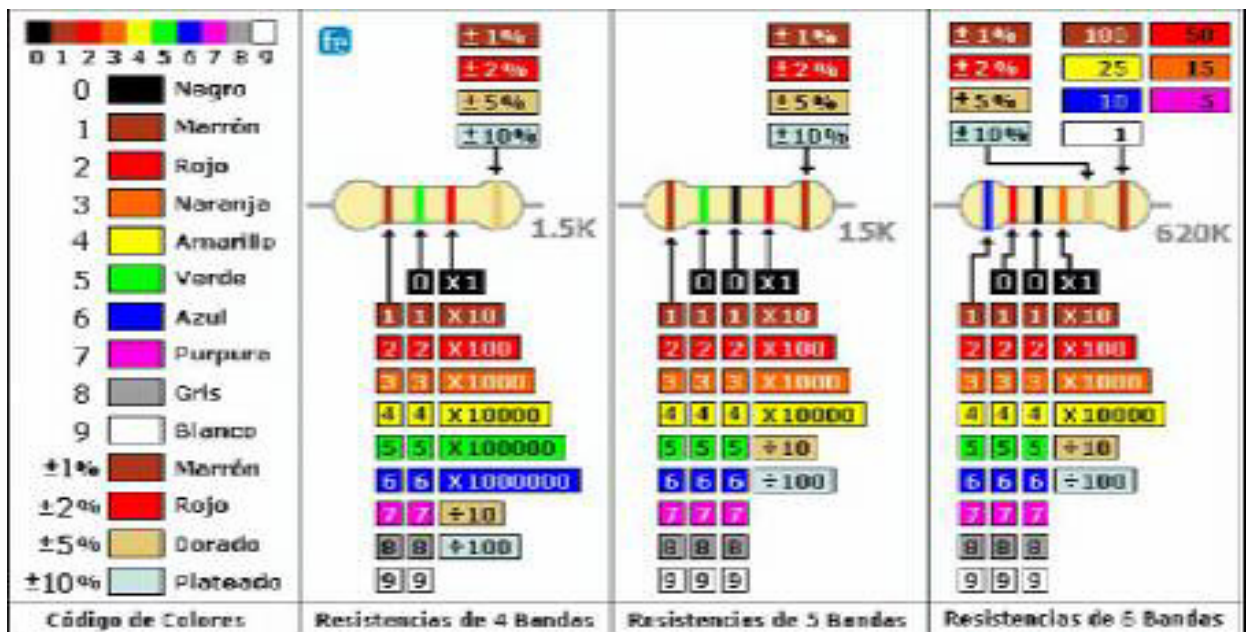 0 1 2 3 4 5 6 7 8 9
0 Negro
1 Marrón
2 Rojo
3 Naranja
4 Amarillo
5 Verde
6 Azul
7 Purpura
8 Gris
9 Blanco
±1% Marrón
±2% Rojo
±5% Dorado
±10% Plateado
Código de Colores
fe
±1%
±2%
±5%
±10%
1.5K
0 X1
1 1 X10
2 2 X100
3 3 X1000
4 4 X10000
5 5 X100000
6 6 X1000000
7 7 ÷10
8 8 ÷100
9 9
Resistencias de 4 Bandas
±1%
±2%
±5%
±10%
15K
0 0 X1
1 1 1 X10
2 2 2 X100
3 3 3 X1000
4 4 4 X10000
5 5 5 ÷10
6 6 6 ÷100
7 7 7
8 8 8
9 9 9
Resistencias de 5 Bandas
±1% 100 50
±2% 25 15
±5% 10 5
±10% 1
620K
0 0 X1
1 1 1 X10
2 2 2 X100
3 3 3 X1000
4 4 4 X10000
5 5 5 ÷10
6 6 6 ÷100
7 7 7
8 8 8
9 9 9
Resistencias de 6 Bandas